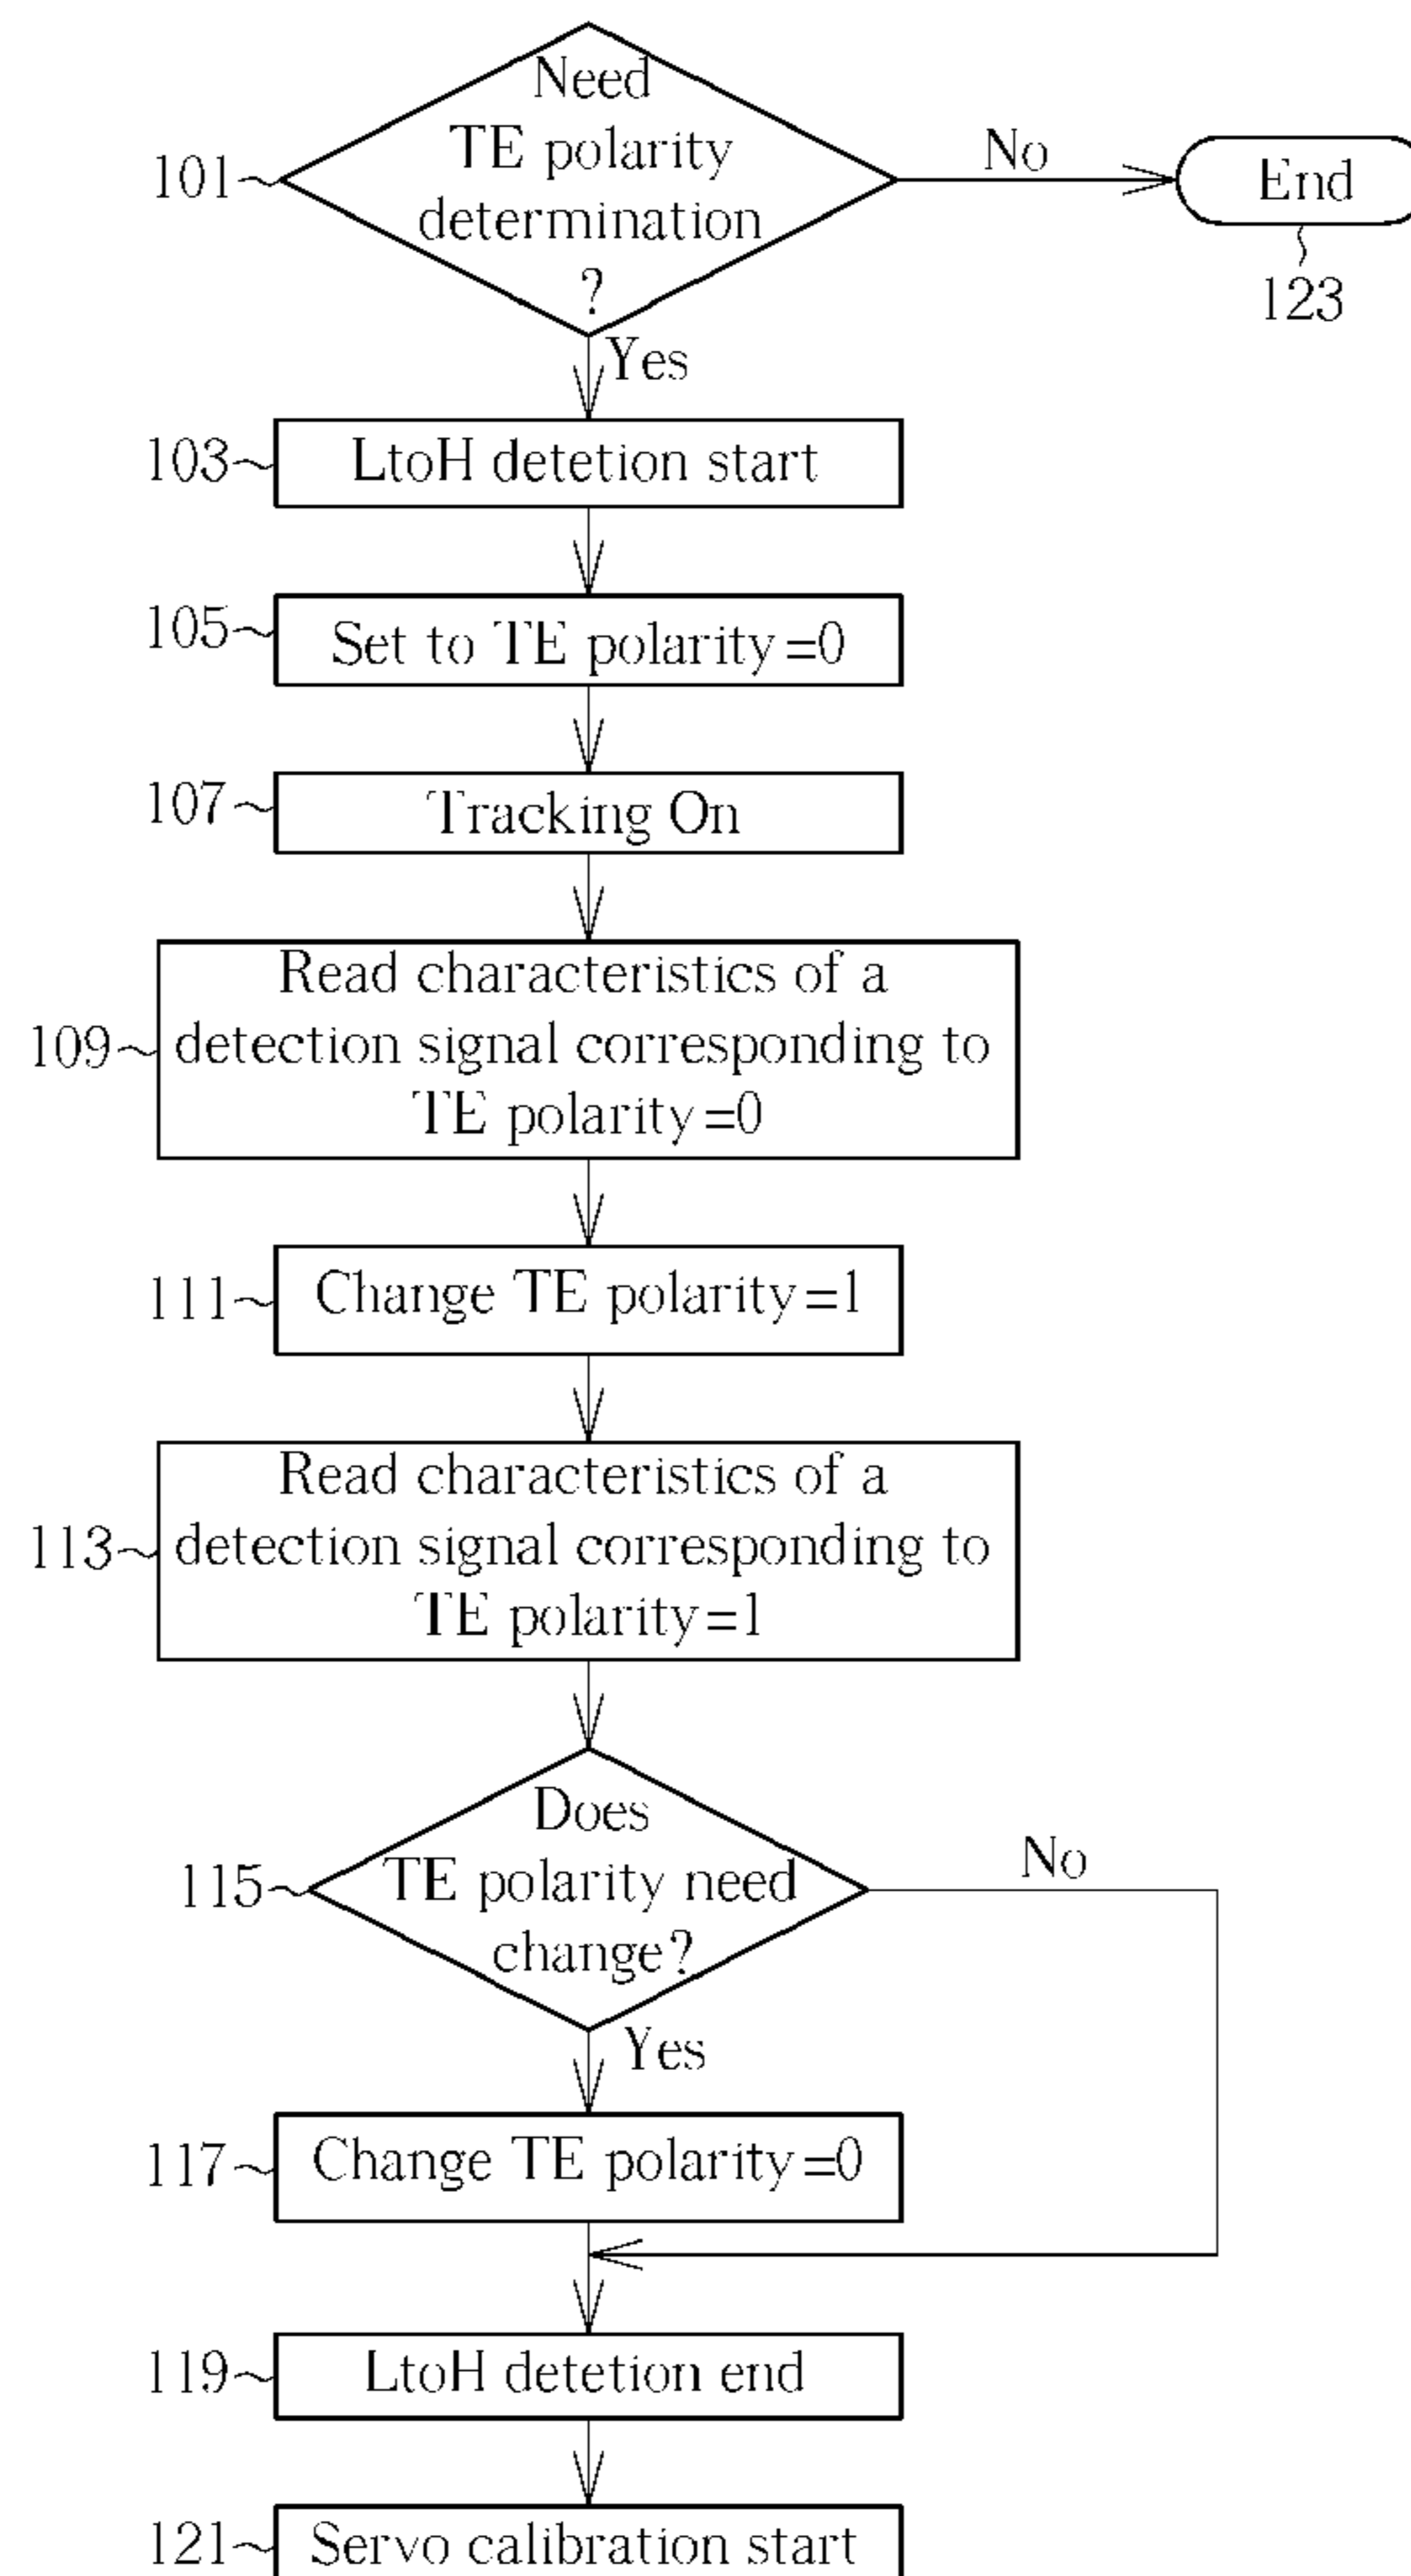 Need
TE polarity
determination
?
101
No
End
123
Yes
103
LtoH detetion start
105
Set to TE polarity=0
107
Tracking On
109
Read characteristics of a
detection signal corresponding to
TE polarity=0
111
Change TE polarity=1
113
Read characteristics of a
detection signal corresponding to
TE polarity=1
115
Does
TE polarity need
change?
No
Yes
117
Change TE polarity=0
119
LtoH detetion end
121
Servo calibration start